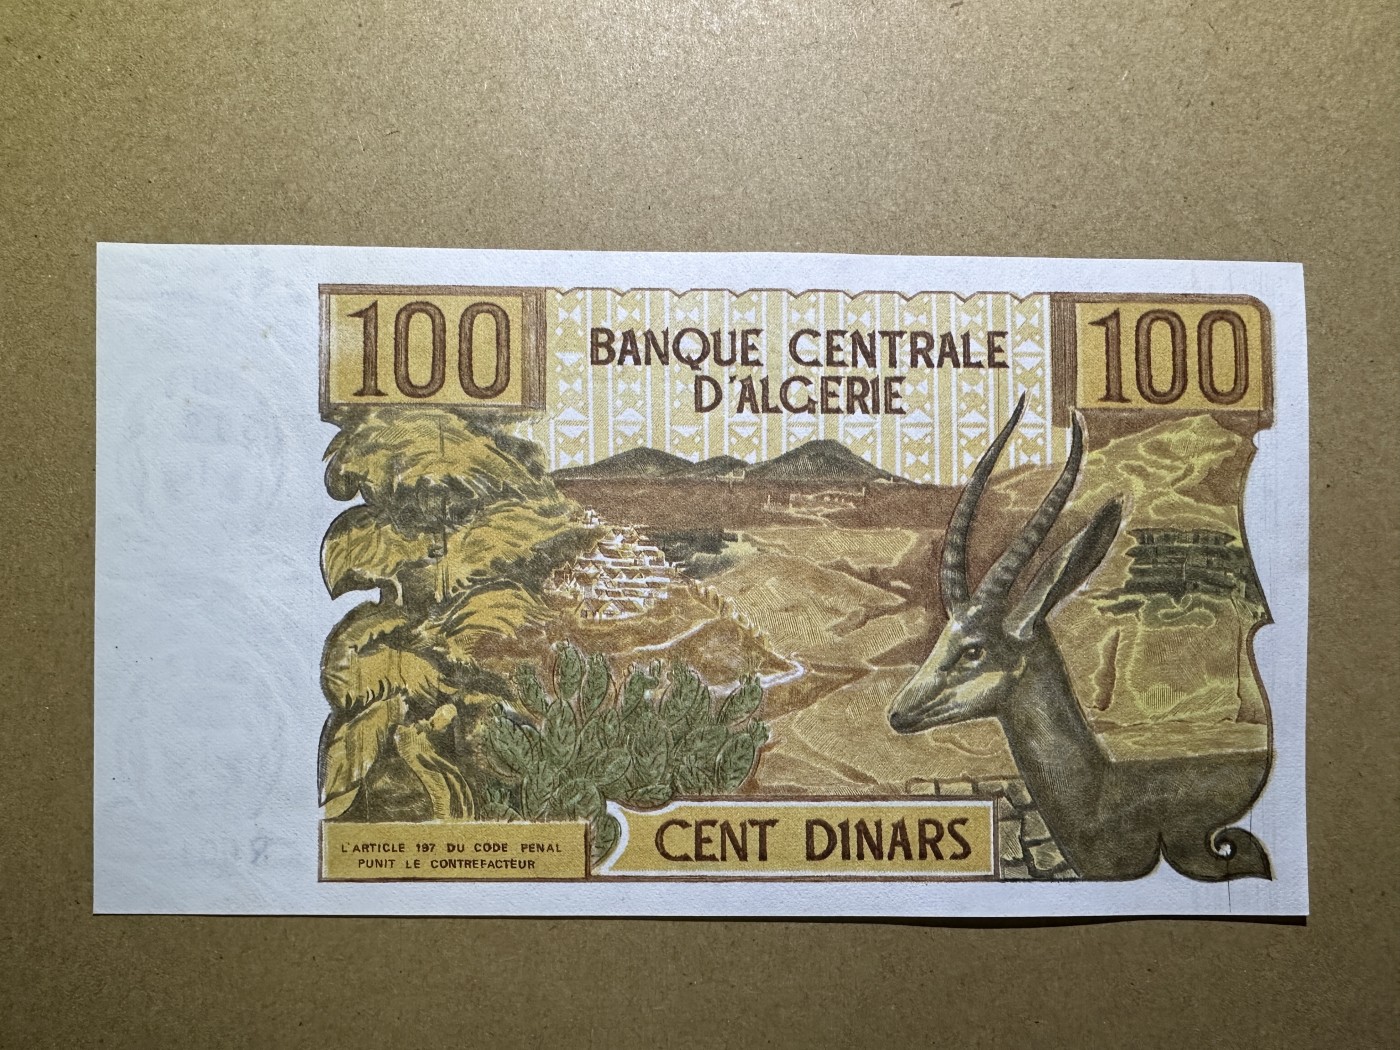 100
BANQUE CENTRALE
D'ALGERIE
100
L'ARTICLE 197 DU CODE PENAL
PUNIT LE CONTREFACTEUR
CENT DINARS